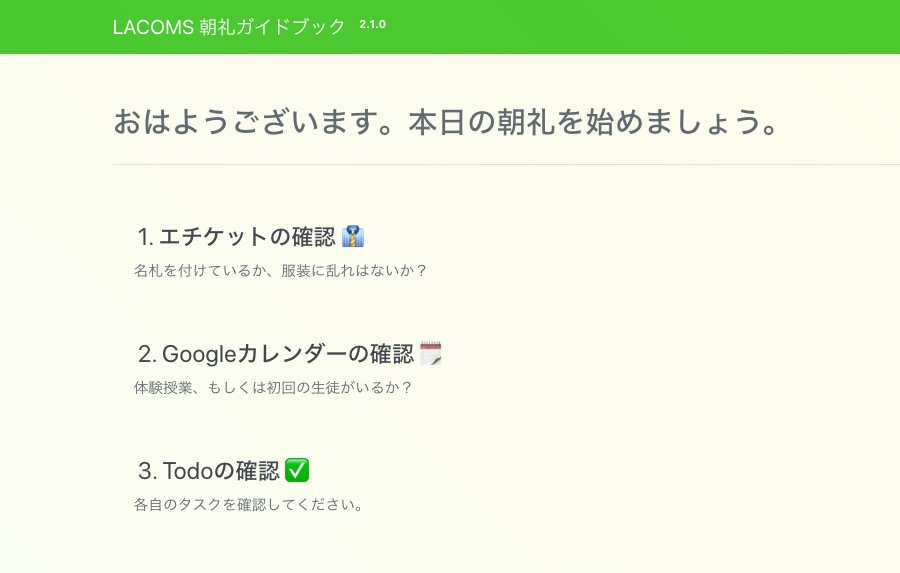 LACOMS 朝礼ガイドブック 2.1.0
おはようございます。本日の朝礼を始めましょう。
1. エチケットの確認 👔
名札を付けているか、服装に乱れはないか？
2. Googleカレンダーの確認 🗓️
体験授業、もしくは初回の生徒がいるか？
3. Todoの確認 ✅
各自のタスクを確認してください。